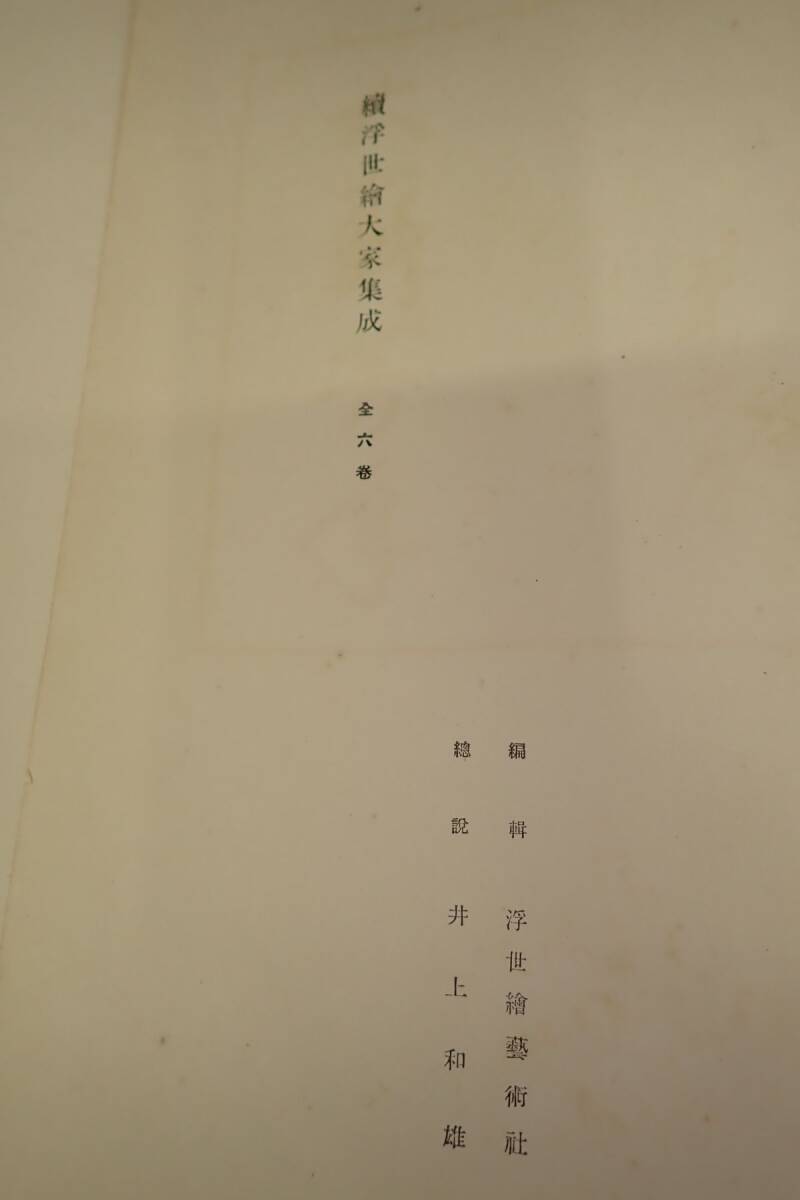 續浮世繪大家集成 全六卷
編輯 浮世繪藝術社
總說 井上和雄